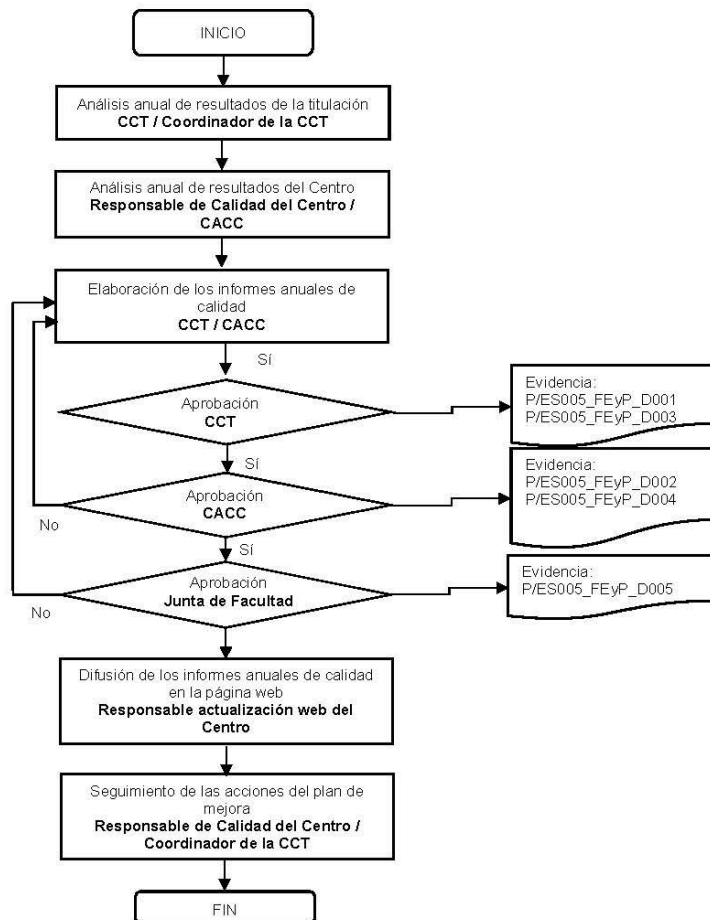 INICIO
Análisis anual de resultados de la titulación
CCT / Coordinador de la CCT
Análisis anual de resultados del Centro
Responsable de Calidad del Centro /
CACC
Elaboración de los informes anuales de
calidad
CCT / CACC
Sí
Aprobación
CCT
Evidencia:
P/ES005_FEyP_D001
P/ES005_FEyP_D003
Sí
Aprobación
CACC
No
Evidencia:
P/ES005_FEyP_D002
P/ES005_FEyP_D004
Sí
Aprobación
Junta de Facultad
No
Evidencia:
P/ES005_FEyP_D005
Difusión de los informes anuales de calidad
en la página web
Responsable actualización web del
Centro
Seguimiento de las acciones del plan de
mejora
Responsable de Calidad del Centro /
Coordinador de la CCT
FIN